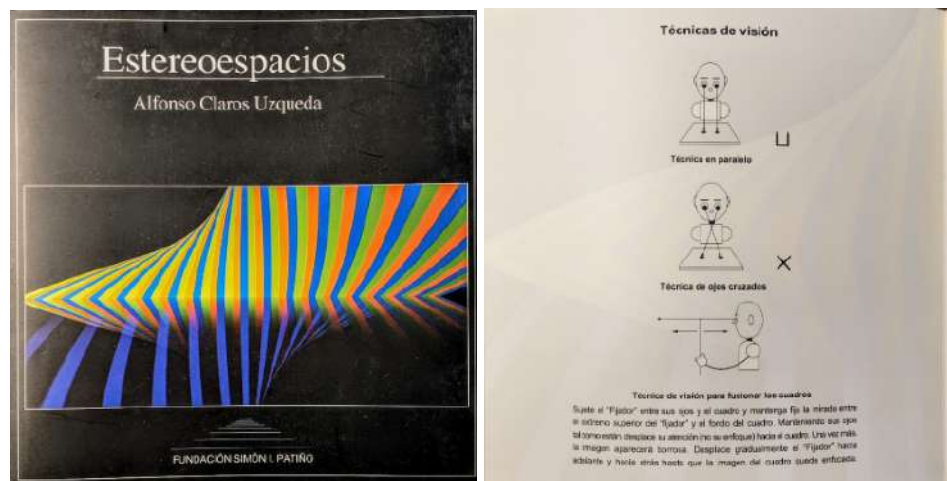 Estereoespacios
Alfonso Claros Uzqueda
FUNDACIÓN SIMÓN I. PATIÑO
Técnicas de visión
Técnica en paralelo
Técnica de ojos cruzados
Técnica de visión para fusionar los cuadros
Sujete el "Fijador" entre sus ojos y el cuadro y mantenga fija la mirada entre
el extremo superior del "fijador" y el fondo del cuadro. Manteniendo sus ojos
tal como están desplace su atención (no su enfoque) hacia el cuadro. Una vez más,
la imagen aparecerá borrosa. Desplace gradualmente el "Fijador" hacia
adelante y hacia atrás hasta que la imagen del cuadro quede enfocada.